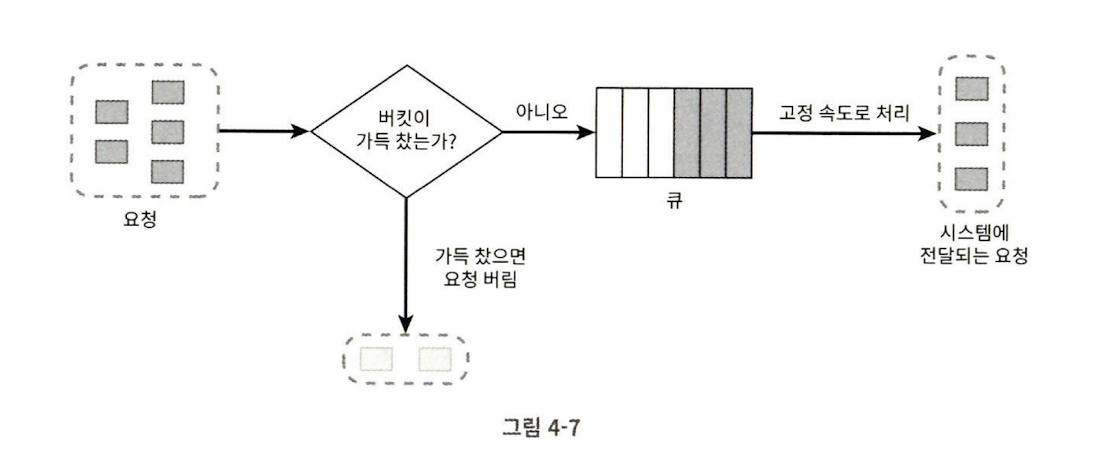 버킷이
가득 찼는가?
아니오
고정 속도로 처리
요청
큐
시스템에
전달되는 요청
가득 찼으면
요청 버림
그림 4-7